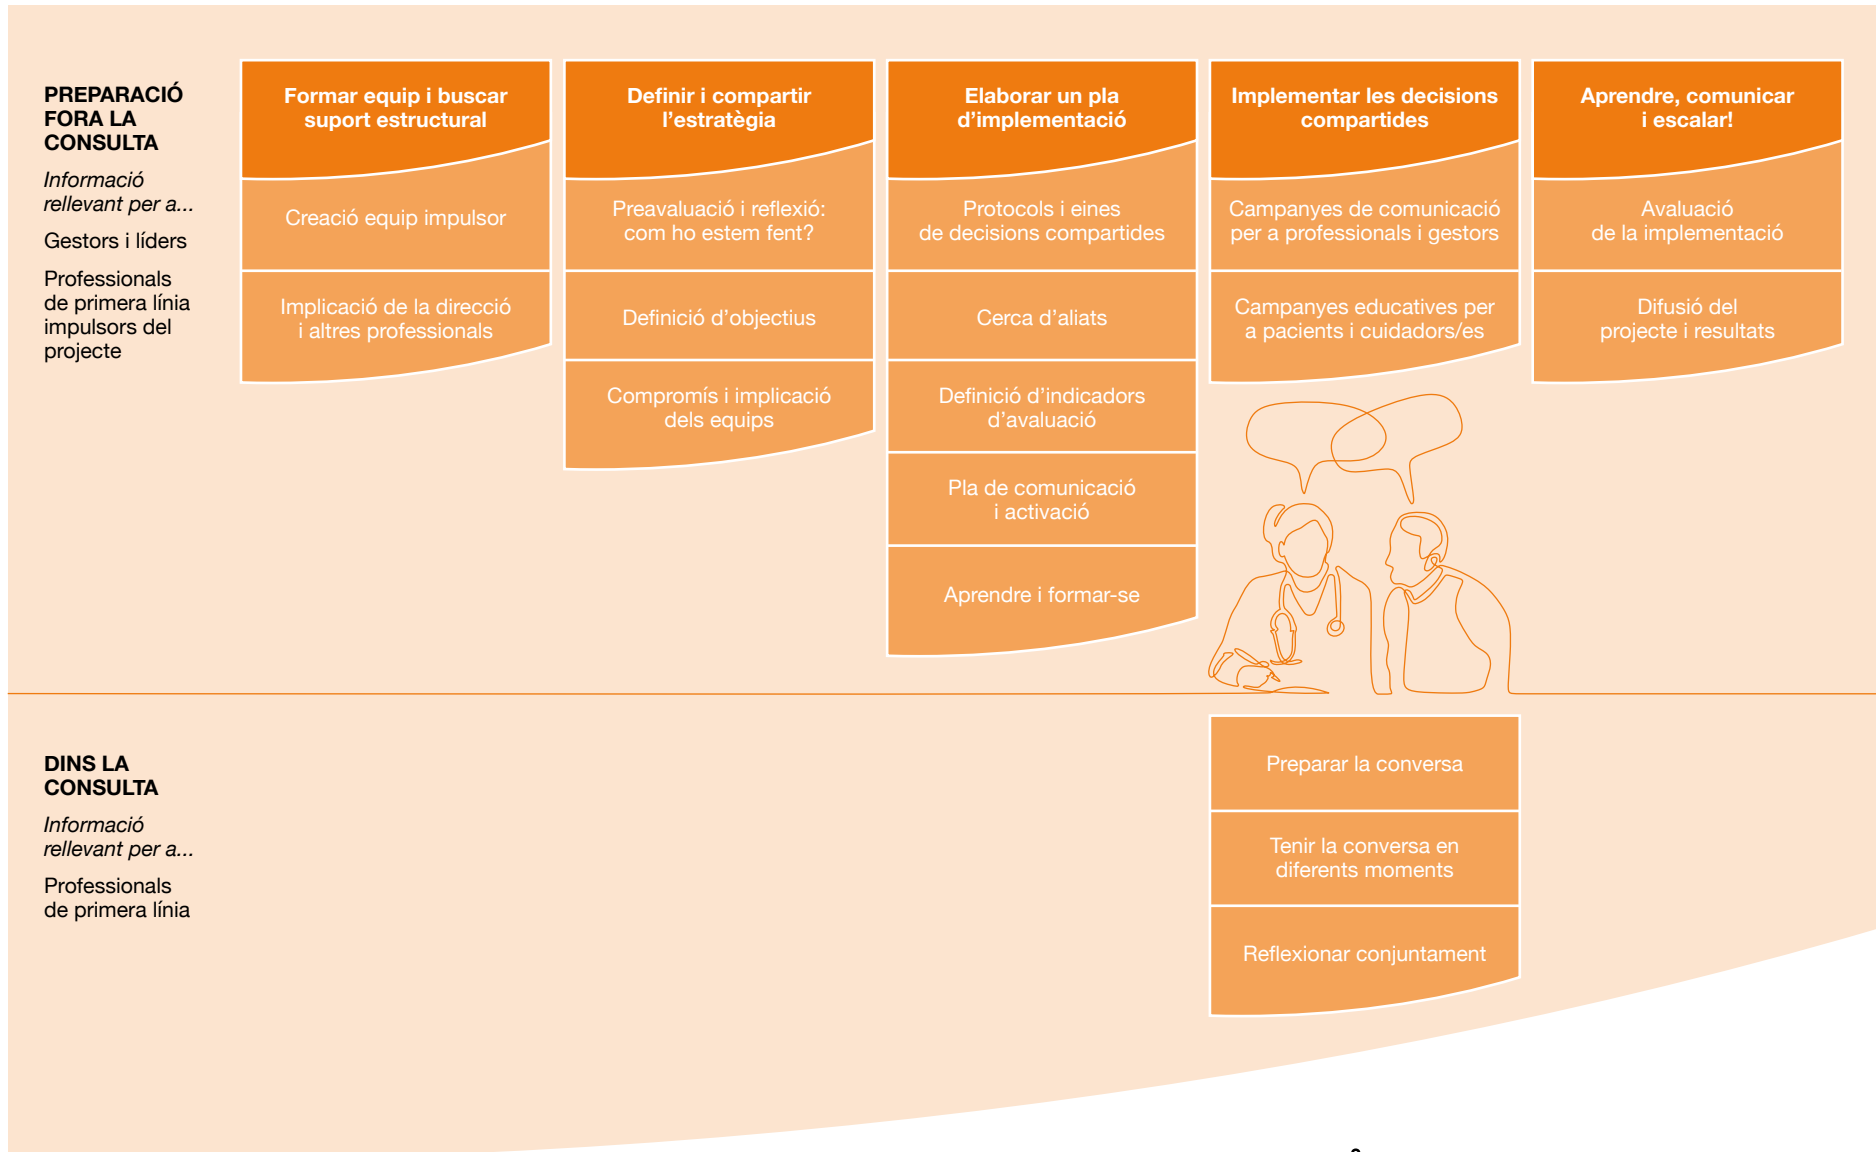 PREPARACIÓ
FORA LA
CONSULTA
Informació
rellevant per a...
Gestors i líders
Professionals
de primera línia
impulsors del
projecte
Formar equip i buscar
suport estructural
Creació equip impulsor
Implicació de la direcció
i altres professionals
Definir i compartir
l’estratègia
Preavaluació i reflexió:
com ho estem fent?
Definició d’objectius
Compromís i implicació
dels equips
Elaborar un pla
d’implementació
Protocols i eines
de decisions compartides
Cerca d’aliats
Definició d’indicadors
d’avaluació
Pla de comunicació
i activació
Aprendre i formar-se
Implementar les decisions
compartides
Campanyes de comunicació
per a professionals i gestors
Campanyes educatives per
a pacients i cuidadors/es
Aprendre, comunicar
i escalar!
Avaluació
de la implementació
Difusió del
projecte i resultats
DINS LA
CONSULTA
Informació
rellevant per a...
Professionals
de primera línia
Preparar la conversa
Tenir la conversa en
diferents moments
Reflexionar conjuntament